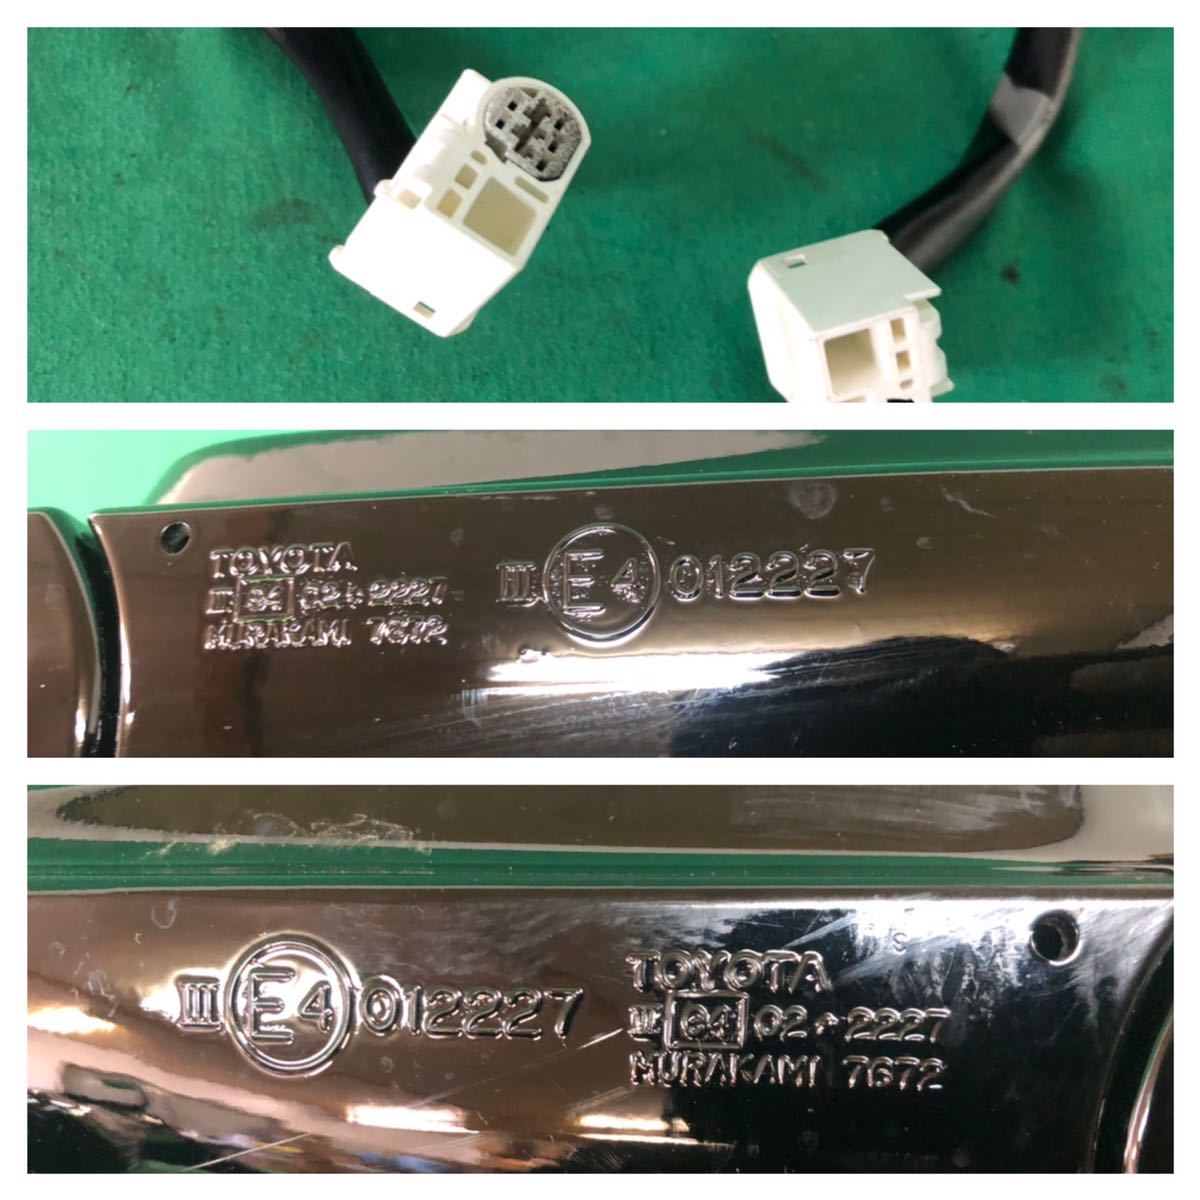 TOYOTA
III e4 02*2227
MURAKAMI 7672
III E4 012227
III E4 012227
TOYOTA
III e4 02*2227
MURAKAMI 7672